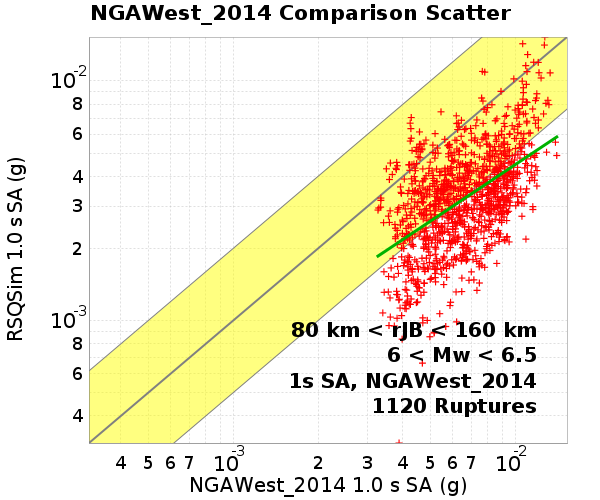 NGAWest_2014 Comparison Scatter
RSQSim 1.0 s SA (g)
10-2
8
6
4
3
2
10-3
8
6
4
80 km < rJB < 160 km
6 < Mw < 6.5
1s SA, NGAWest_2014
1120 Ruptures
4 5 6 7 10-3 2 3 4 5 6 7 10-2
NGAWest_2014 1.0 s SA (g)